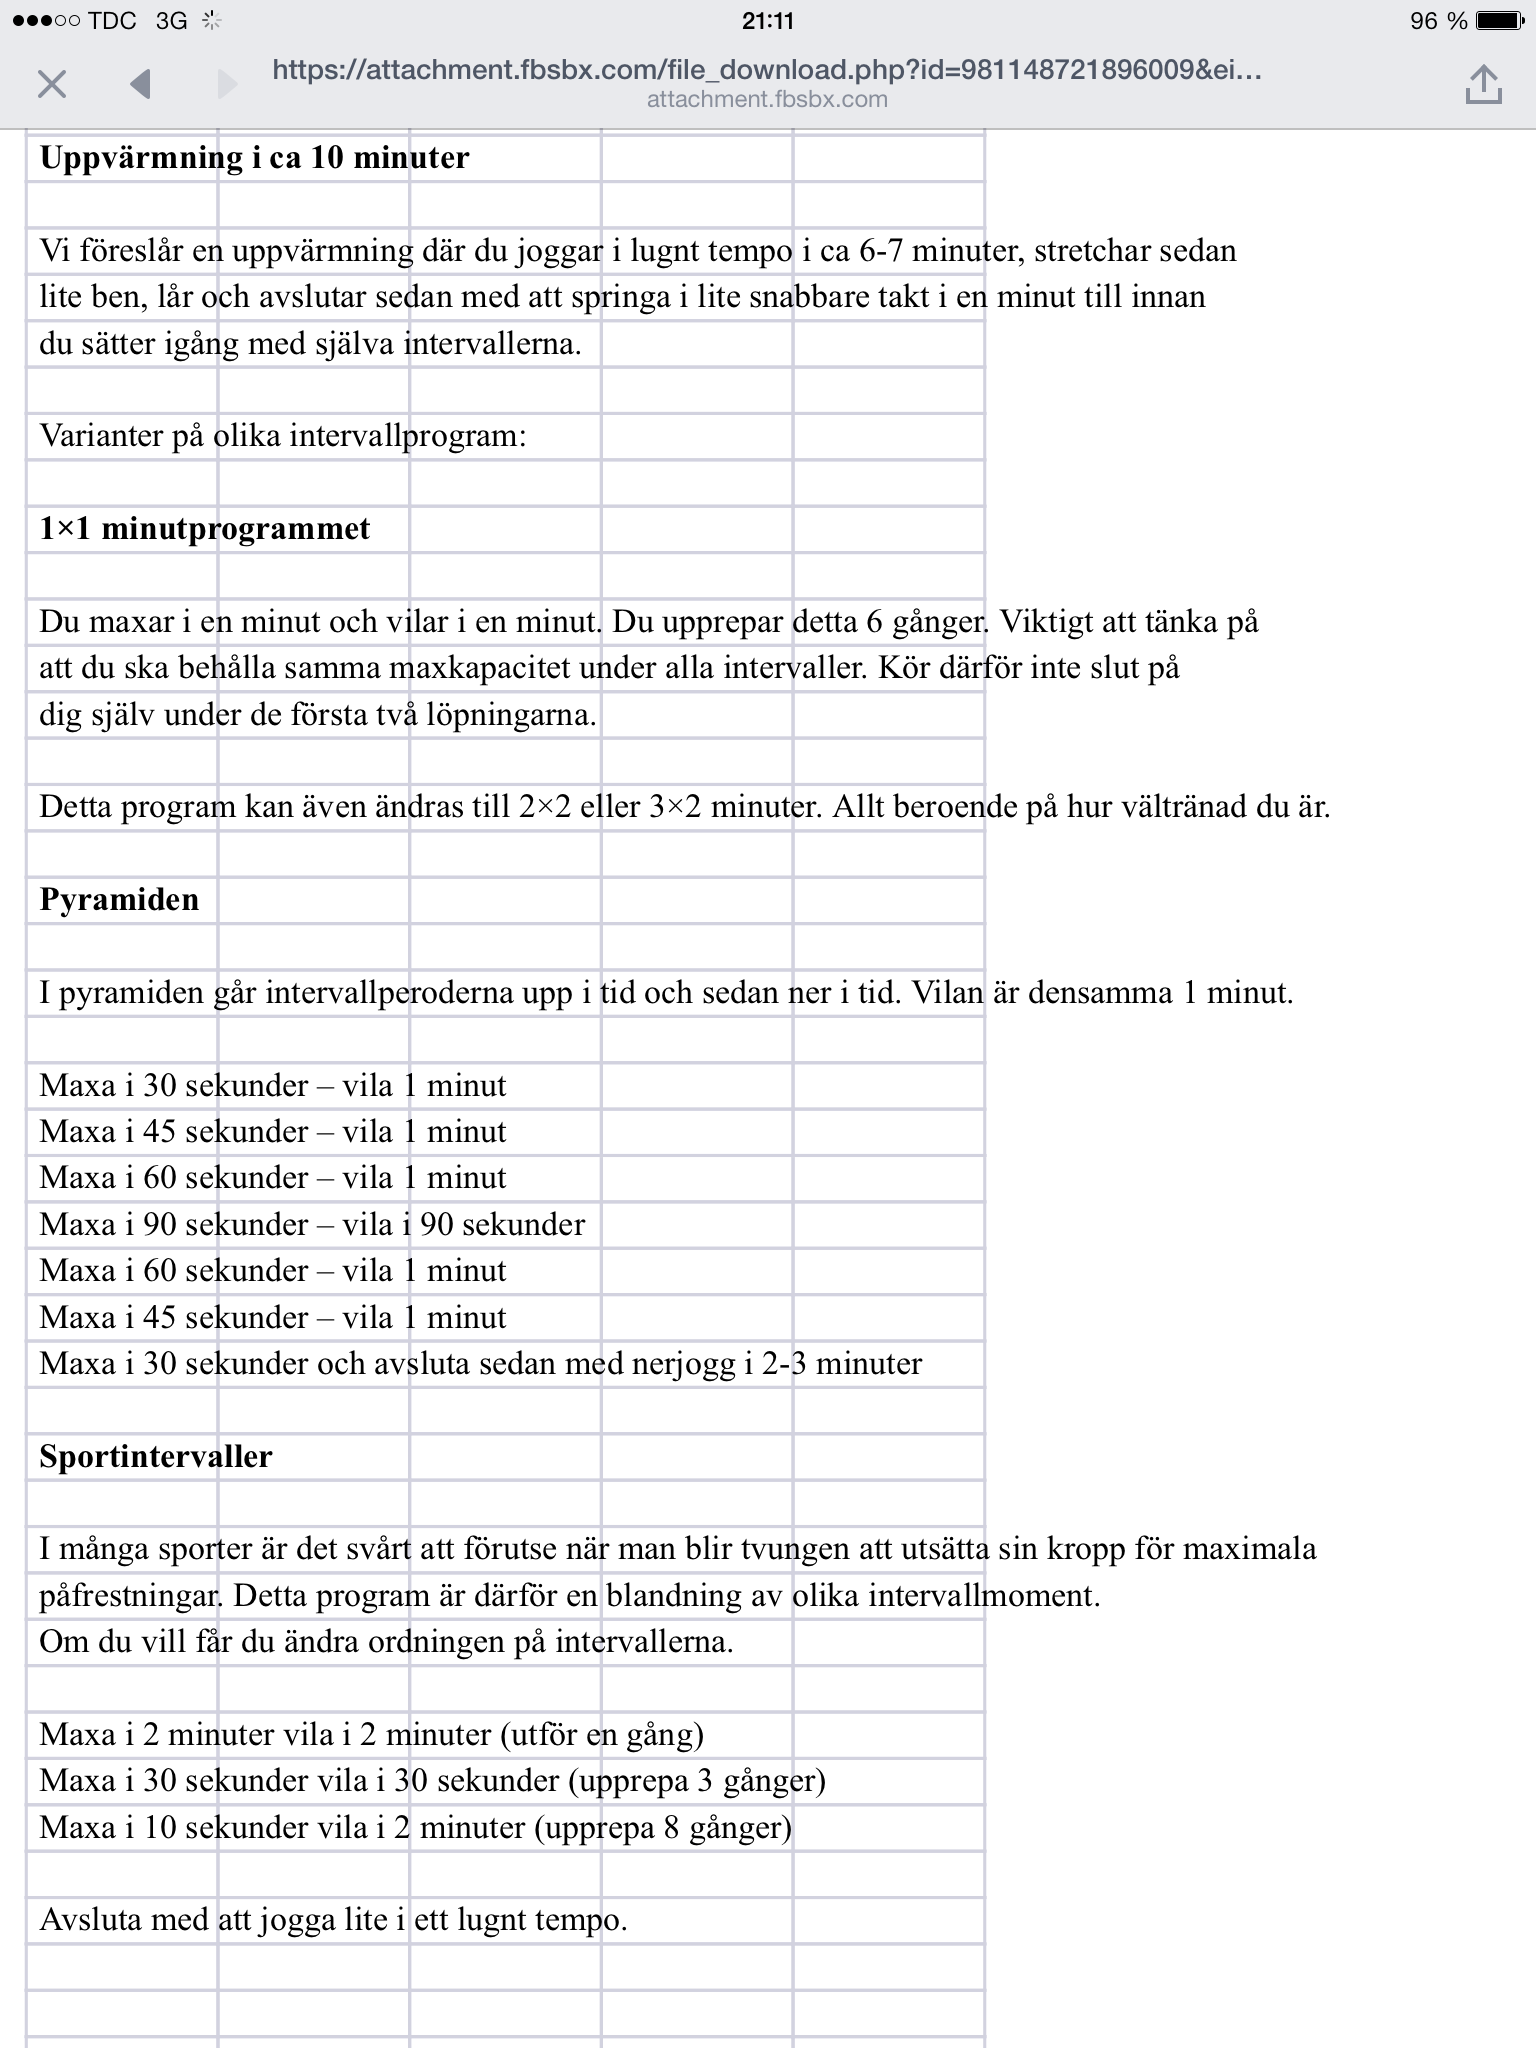 TDC 3G 21:11 96 %
https://attachment.fbsbx.com/file_download.php?id=981148721896009&ei...
attachment.fbsbx.com
Uppvärmning i ca 10 minuter
Vi föreslår en uppvärmning där du joggar i lugnt tempo i ca 6-7 minuter, stretchar sedan
lite ben, lår och avslutar sedan med att springa i lite snabbare takt i en minut till innan
du sätter igång med själva intervallerna.
Varianter på olika intervallprogram:
1×1 minutprogrammet
Du maxar i en minut och vilar i en minut. Du upprepar detta 6 gånger. Viktigt att tänka på
att du ska behålla samma maxkapacitet under alla intervaller. Kör därför inte slut på
dig själv under de första två löpningarna.
Detta program kan även ändras till 2×2 eller 3×2 minuter. Allt beroende på hur vältränad du är.
Pyramiden
I pyramiden går intervallperoderna upp i tid och sedan ner i tid. Vilan är densamma 1 minut.
Maxa i 30 sekunder – vila 1 minut
Maxa i 45 sekunder – vila 1 minut
Maxa i 60 sekunder – vila 1 minut
Maxa i 90 sekunder – vila i 90 sekunder
Maxa i 60 sekunder – vila 1 minut
Maxa i 45 sekunder – vila 1 minut
Maxa i 30 sekunder och avsluta sedan med nerjogg i 2-3 minuter
Sportintervaller
I många sporter är det svårt att förutse när man blir tvungen att utsätta sin kropp för maximala
påfrestningar. Detta program är därför en blandning av olika intervallmoment.
Om du vill får du ändra ordningen på intervallerna.
Maxa i 2 minuter vila i 2 minuter (utför en gång)
Maxa i 30 sekunder vila i 30 sekunder (upprepa 3 gånger)
Maxa i 10 sekunder vila i 2 minuter (upprepa 8 gånger)
Avsluta med att jogga lite i ett lugnt tempo.